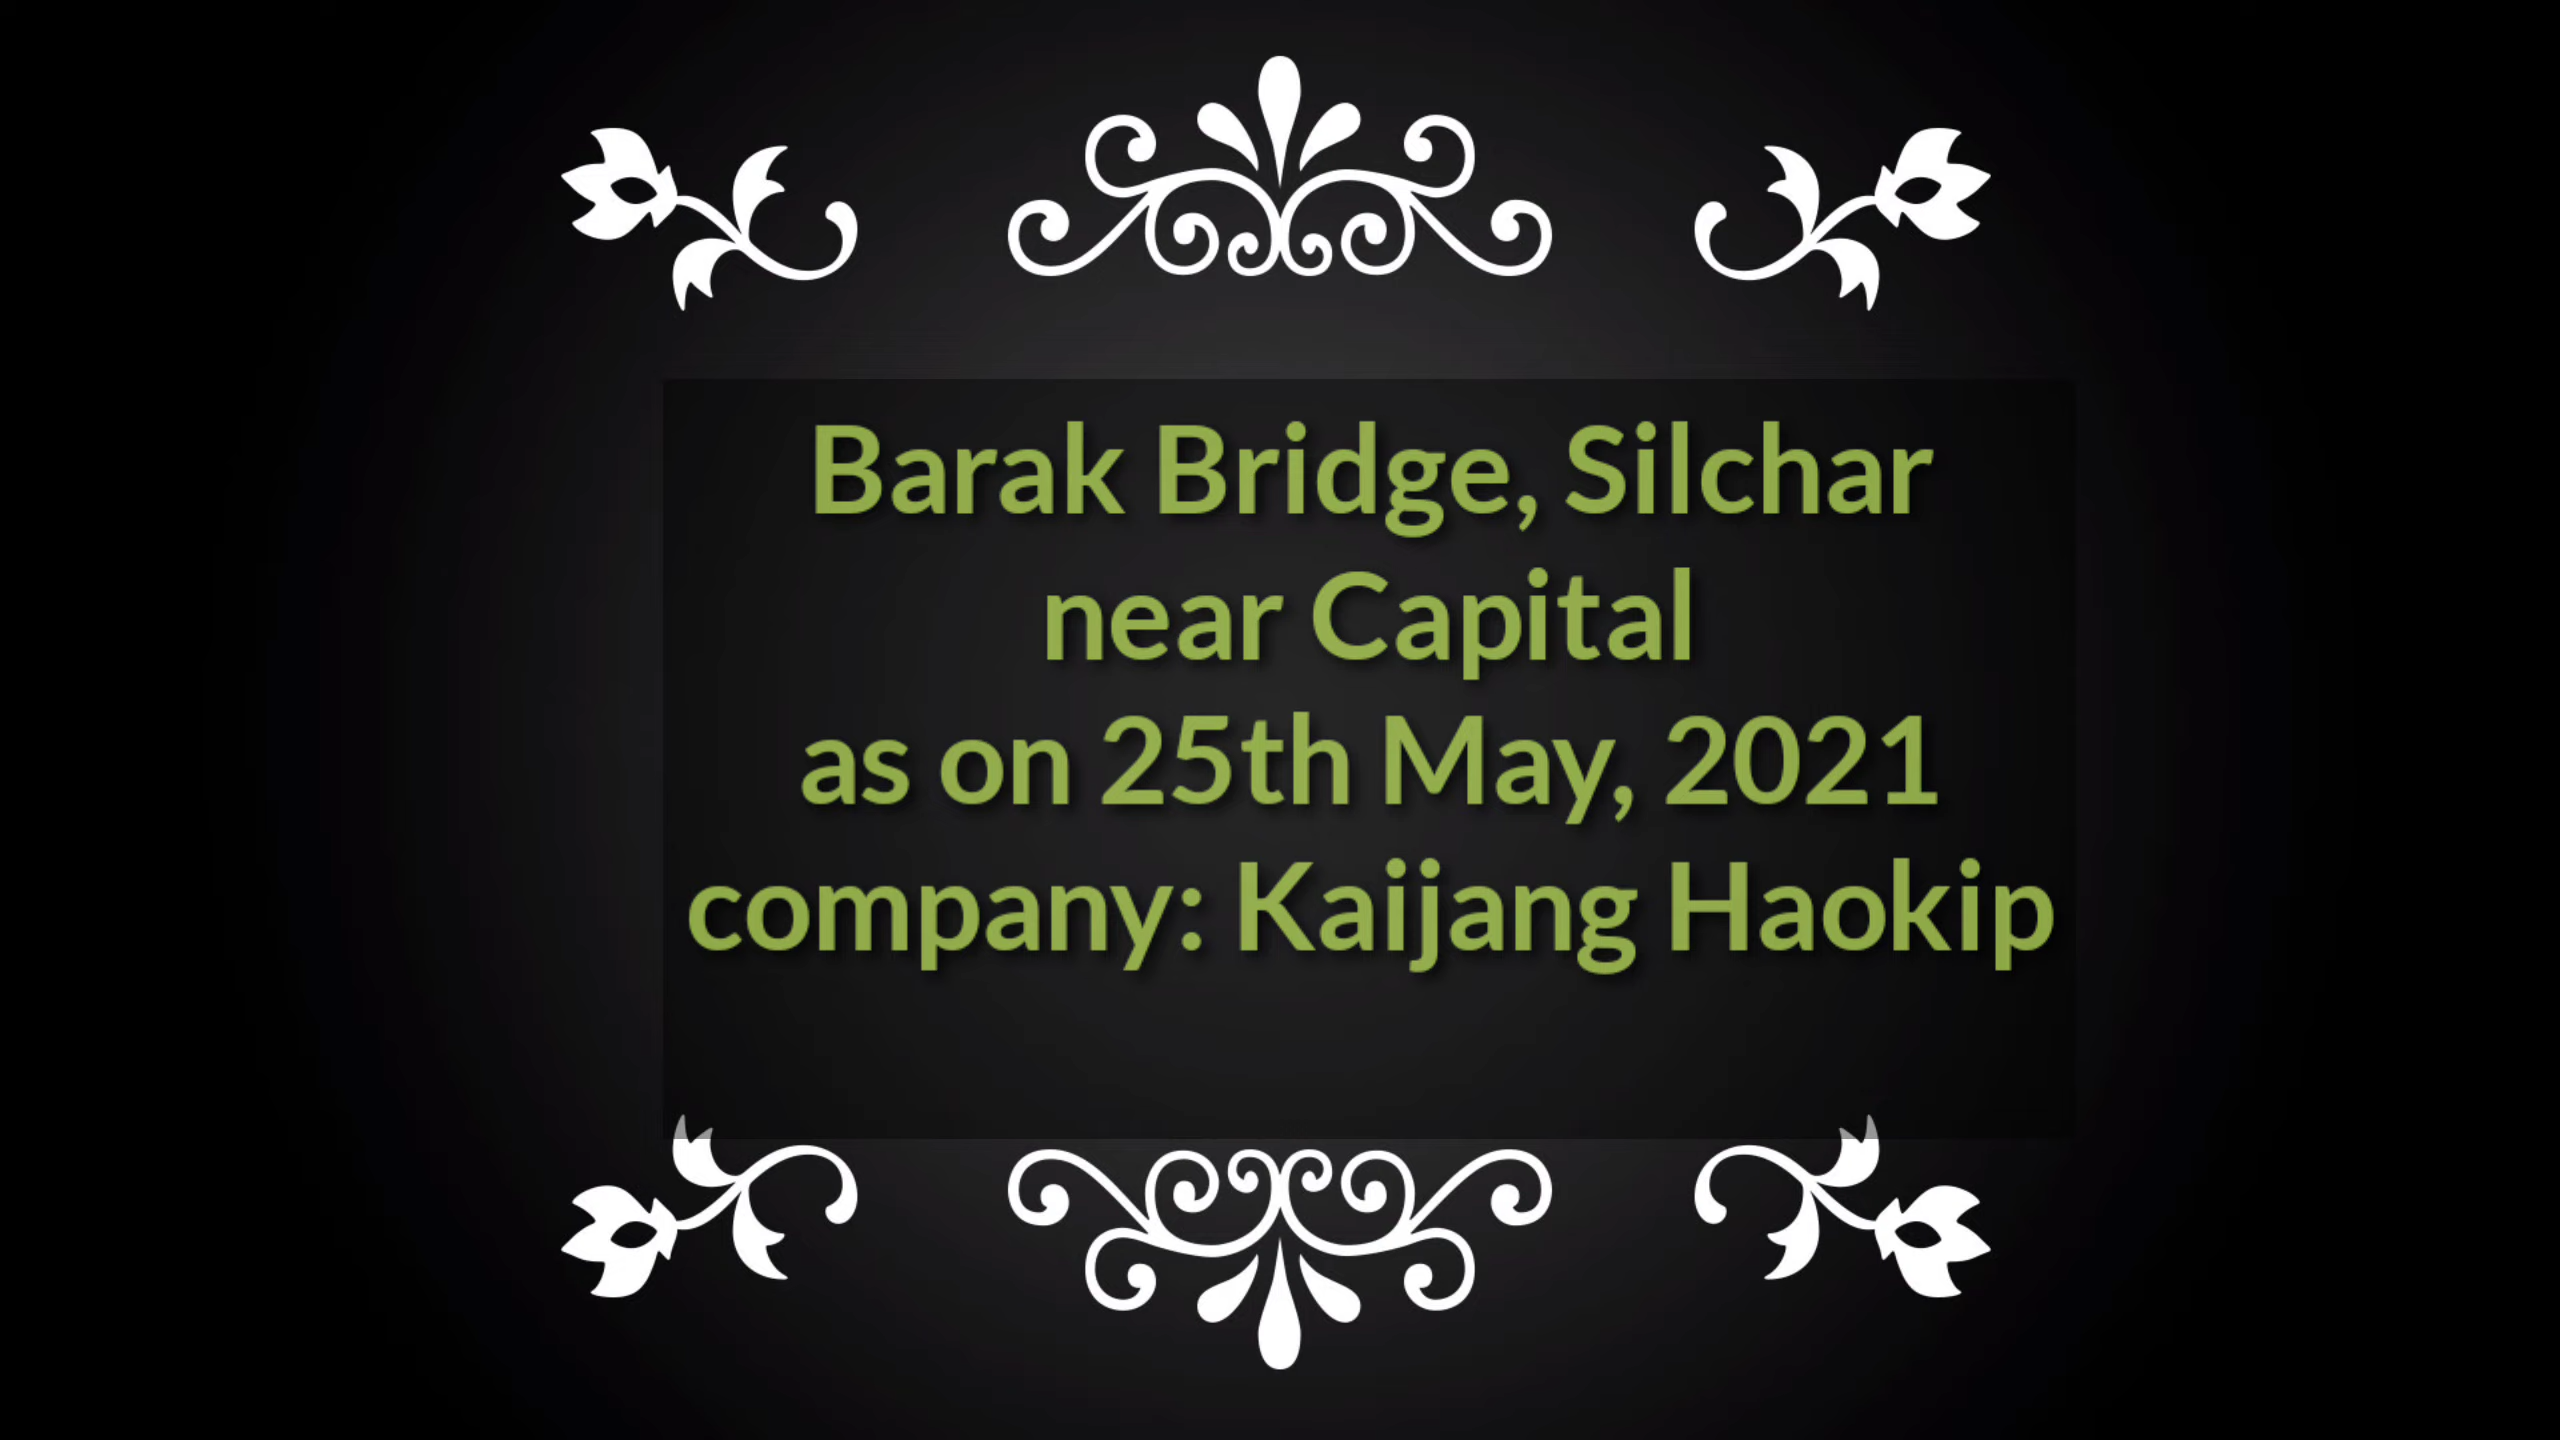 Barak Bridge, Silchar
near Capital
as on 25th May, 2021
company: Kaijang Haokip